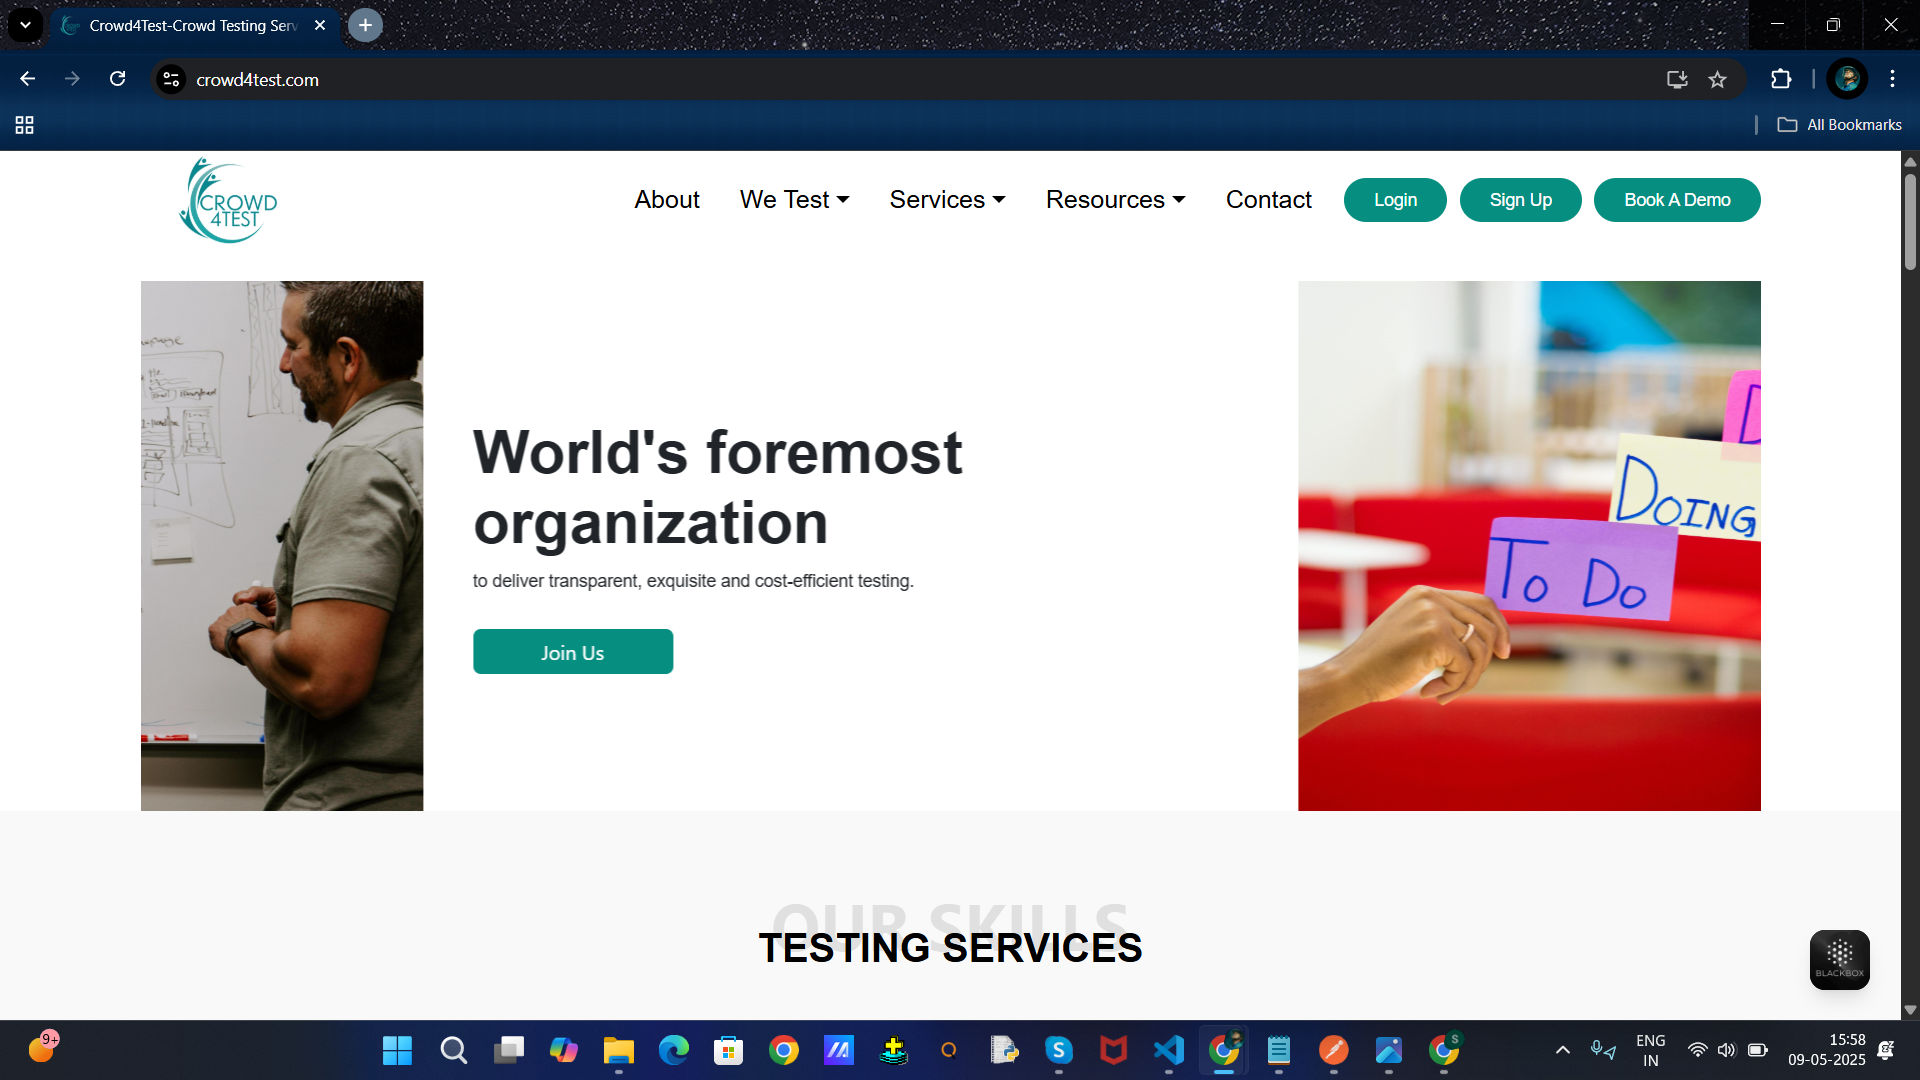 Crowd4Test-Crowd Testing Serv
crowd4test.com
All Bookmarks
CROWD
4TEST
About
We Test
Services
Resources
Contact
Login
Sign Up
Book A Demo
World's foremost
organization
to deliver transparent, exquisite and cost-efficient testing.
Join Us
D
DOING
To Do
OUR SKILLS
TESTING SERVICES
BLACKBOX
9+
S
ENG
IN
15:58
09-05-2025